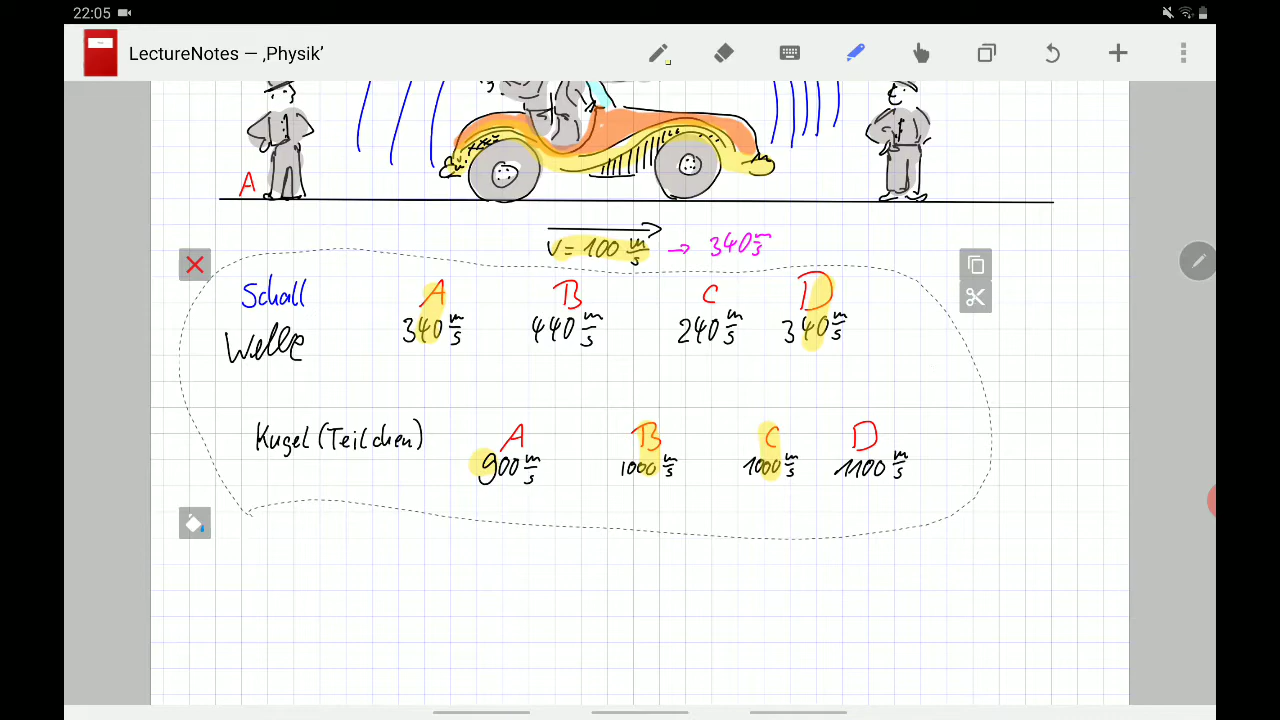 22:05
LectureNotes — ‚Physik‘
A
v = 100 m/s → 340 m/s
Schall A B C D
Welle 340 m/s 440 m/s 240 m/s 340 m/s
Kugel (Teilchen) A B C D
900 m/s 1000 m/s 1000 m/s 1100 m/s